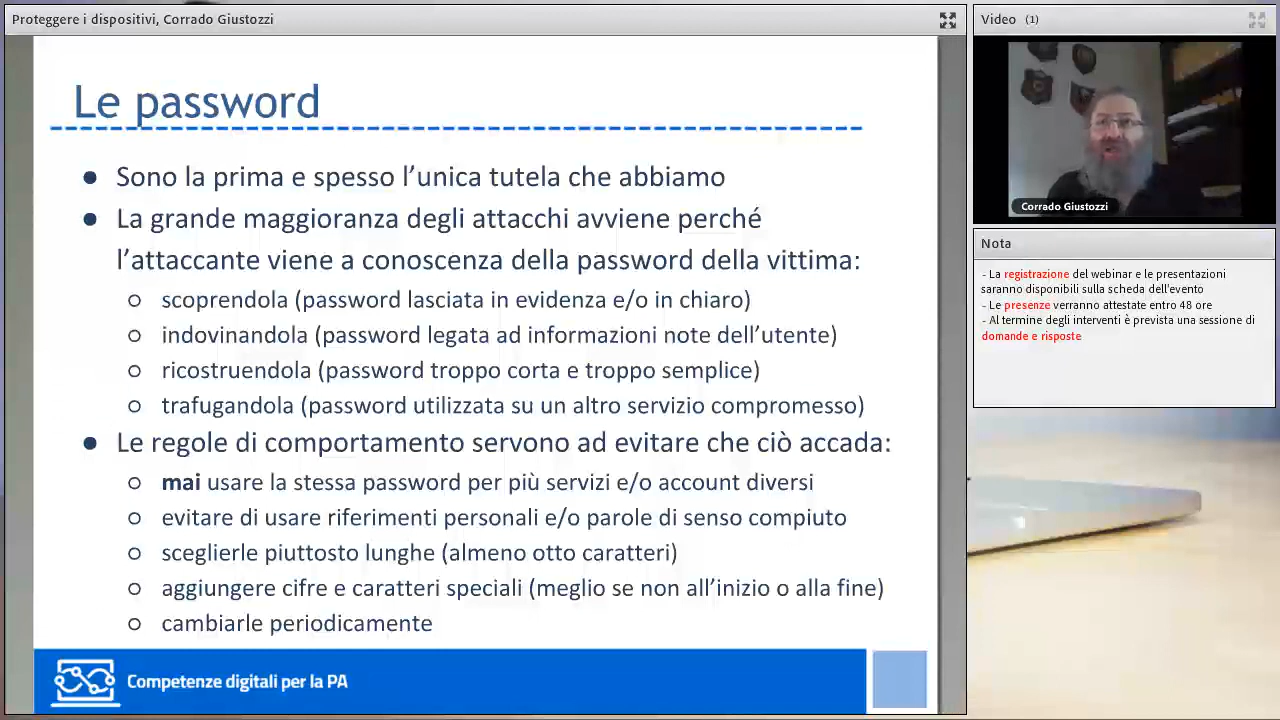 Proteggere i dispositivi, Corrado Giustozzi
Le password
● Sono la prima e spesso l'unica tutela che abbiamo
● La grande maggioranza degli attacchi avviene perché
l'attaccante viene a conoscenza della password della vittima:
○ scoprendola (password lasciata in evidenza e/o in chiaro)
○ indovinandola (password legata ad informazioni note dell'utente)
○ ricostruendola (password troppo corta e troppo semplice)
○ trafugandola (password utilizzata su un altro servizio compromesso)
● Le regole di comportamento servono ad evitare che ciò accada:
○ mai usare la stessa password per più servizi e/o account diversi
○ evitare di usare riferimenti personali e/o parole di senso compiuto
○ sceglierle piuttosto lunghe (almeno otto caratteri)
○ aggiungere cifre e caratteri speciali (meglio se non all'inizio o alla fine)
○ cambiarle periodicamente
Competenze digitali per la PA
Video (1)
Corrado Giustozzi
Nota
- La registrazione del webinar e le presentazioni
saranno disponibili sulla scheda dell'evento
- Le presenze verranno attestate entro 48 ore
- Al termine degli interventi è prevista una sessione di
domande e risposte